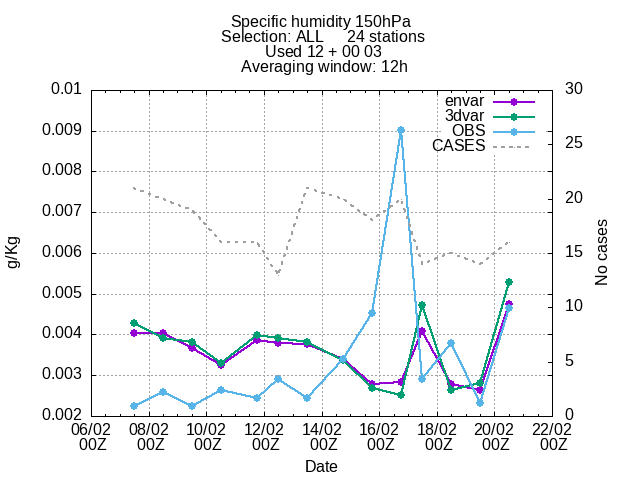 Specific humidity 150hPa
Selection: ALL 24 stations
Used 12 + 00 03
Averaging window: 12h
0.01
0.009
0.008
0.007
0.006
0.005
0.004
0.003
0.002
g/Kg
envar
3dvar
OBS
CASES
30
25
20
15
10
5
0
No cases
06/02 08/02 10/02 12/02 14/02 16/02 18/02 20/02 22/02
00Z 00Z 00Z 00Z 00Z 00Z 00Z 00Z 00Z
Date